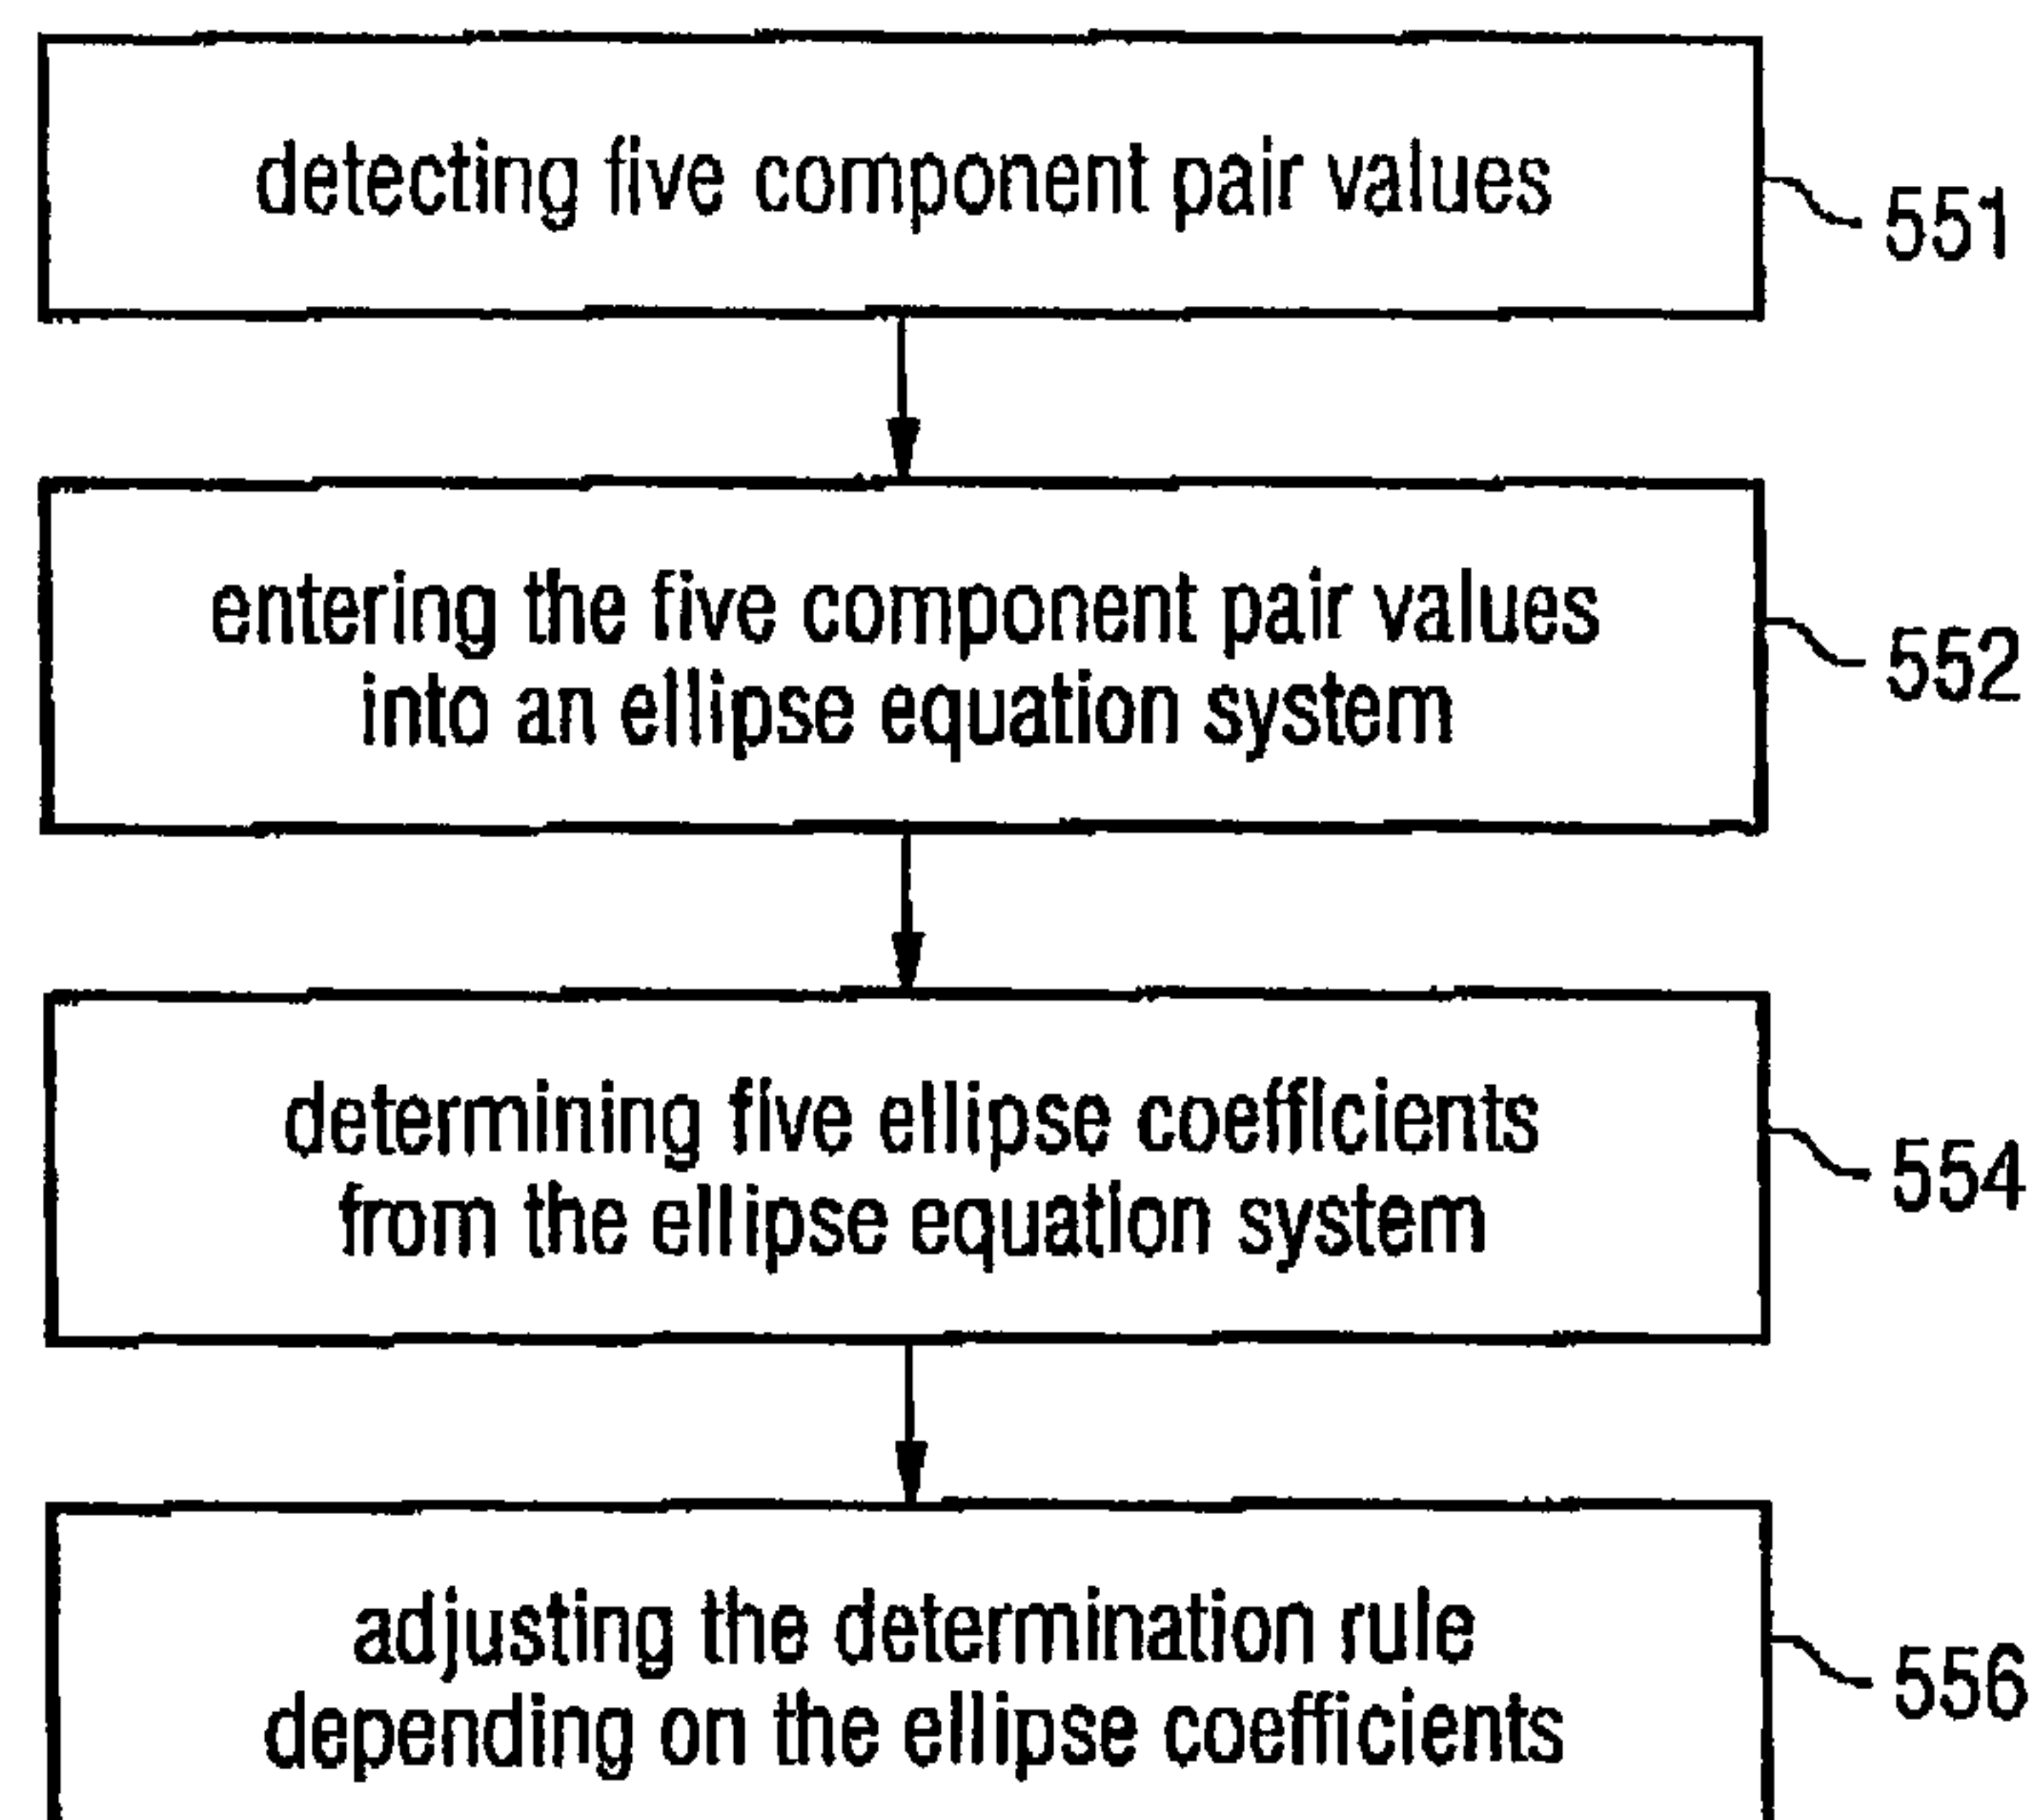 detecting five component pair values
551
entering the five component pair values
into an ellipse equation system
552
determining five ellipse coefficients
from the ellipse equation system
554
adjusting the determination rule
depending on the ellipse coefficients
556